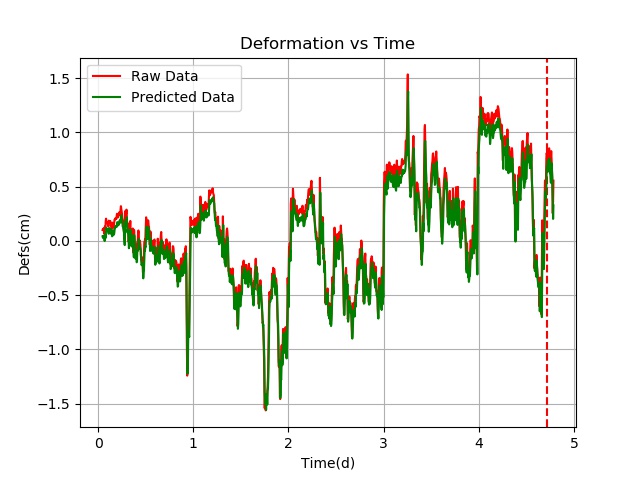 Deformation vs Time
Raw Data
Predicted Data
1.5
1.0
0.5
0.0
−0.5
−1.0
−1.5
Defs(cm)
0 1 2 3 4 5
Time(d)